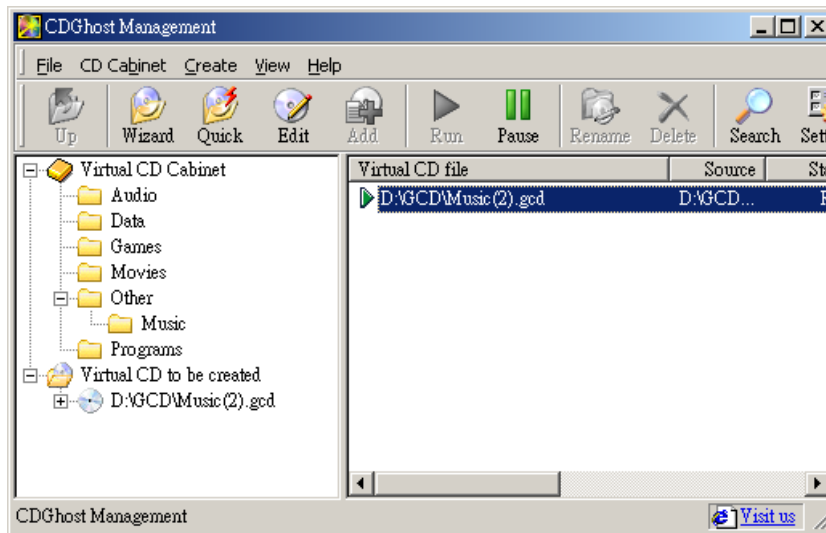 CDGhost Management
File CD Cabinet Create View Help
Up Wizard Quick Edit Add Run Pause Rename Delete Search Sett
Virtual CD Cabinet
Audio
Data
Games
Movies
Other
Music
Programs
Virtual CD to be created
D:\GCD\Music(2).gcd
Virtual CD file Source Sta
D:\GCD\Music(2).gcd D:\GCD...
CDGhost Management Visit us